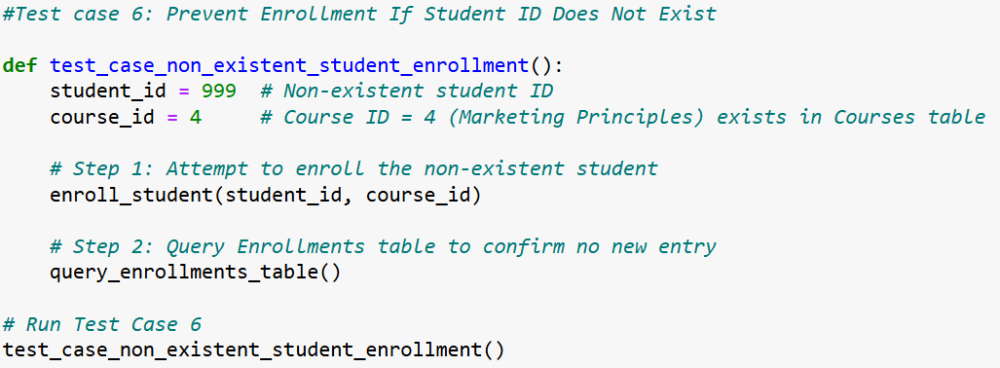 #Test case 6: Prevent Enrollment If Student ID Does Not Exist
def test_case_non_existent_student_enrollment():
    student_id = 999  # Non-existent student ID
    course_id = 4     # Course ID = 4 (Marketing Principles) exists in Courses table
    # Step 1: Attempt to enroll the non-existent student
    enroll_student(student_id, course_id)
    # Step 2: Query Enrollments table to confirm no new entry
    query_enrollments_table()
# Run Test Case 6
test_case_non_existent_student_enrollment()